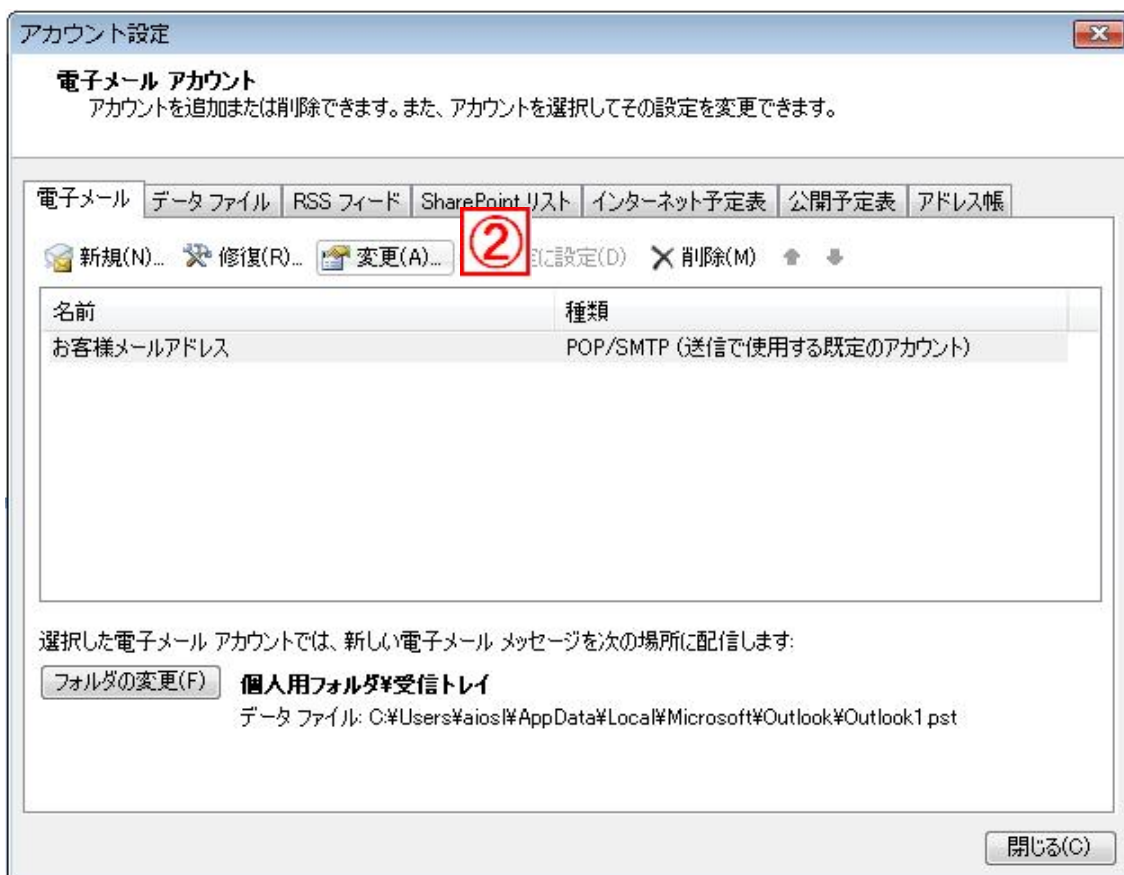 アカウント設定
電子メール アカウント
アカウントを追加または削除できます。また、アカウントを選択してその設定を変更できます。
電子メール データ ファイル RSS フィード SharePoint リスト インターネット予定表 公開予定表 アドレス帳
新規(N)... 修復(R)... 変更(A)... ② に設定(D) 削除(M)
名前 種類
お客様メールアドレス POP/SMTP (送信で使用する既定のアカウント)
選択した電子メール アカウントでは、新しい電子メール メッセージを次の場所に配信します:
フォルダの変更(F) 個人用フォルダ¥受信トレイ
データ ファイル: C:¥Users¥aiosl¥AppData¥Local¥Microsoft¥Outlook¥Outlook1.pst
閉じる(C)